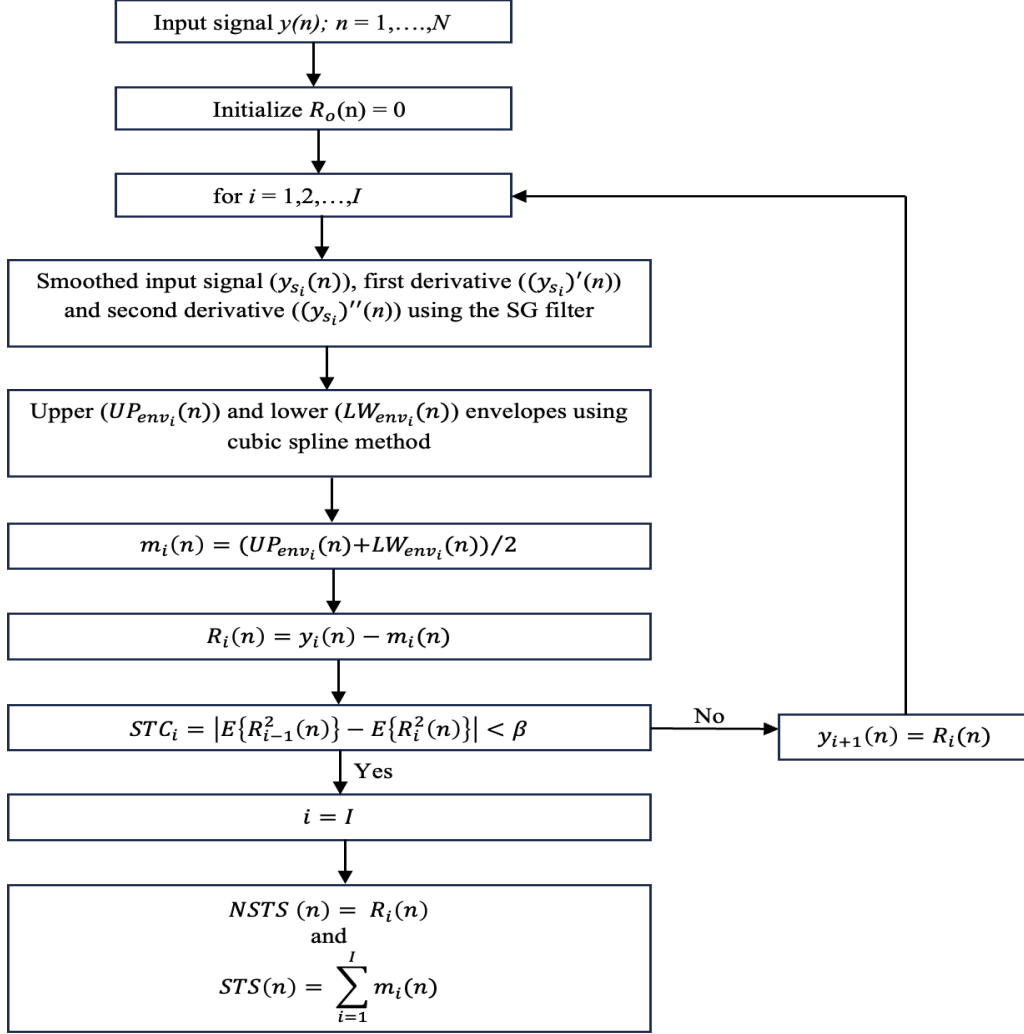 Input signal y(n); n = 1,….,N
Initialize Rₒ(n) = 0
for i = 1,2,…,I
Smoothed input signal (y_{s_i}(n)), first derivative ((y_{s_i})′(n))
and second derivative ((y_{s_i})′′(n)) using the SG filter
Upper (UP_{env_i}(n)) and lower (LW_{env_i}(n)) envelopes using
cubic spline method
m_i(n) = (UP_{env_i}(n)+LW_{env_i}(n))/2
R_i(n) = y_i(n) − m_i(n)
STC_i = |E{R_{i−1}^2(n)} − E{R_i^2(n)}| < β
No
y_{i+1}(n) = R_i(n)
Yes
i = I
NSTS (n) = R_i(n)
and
STS(n) = ∑_{i=1}^{I} m_i(n)